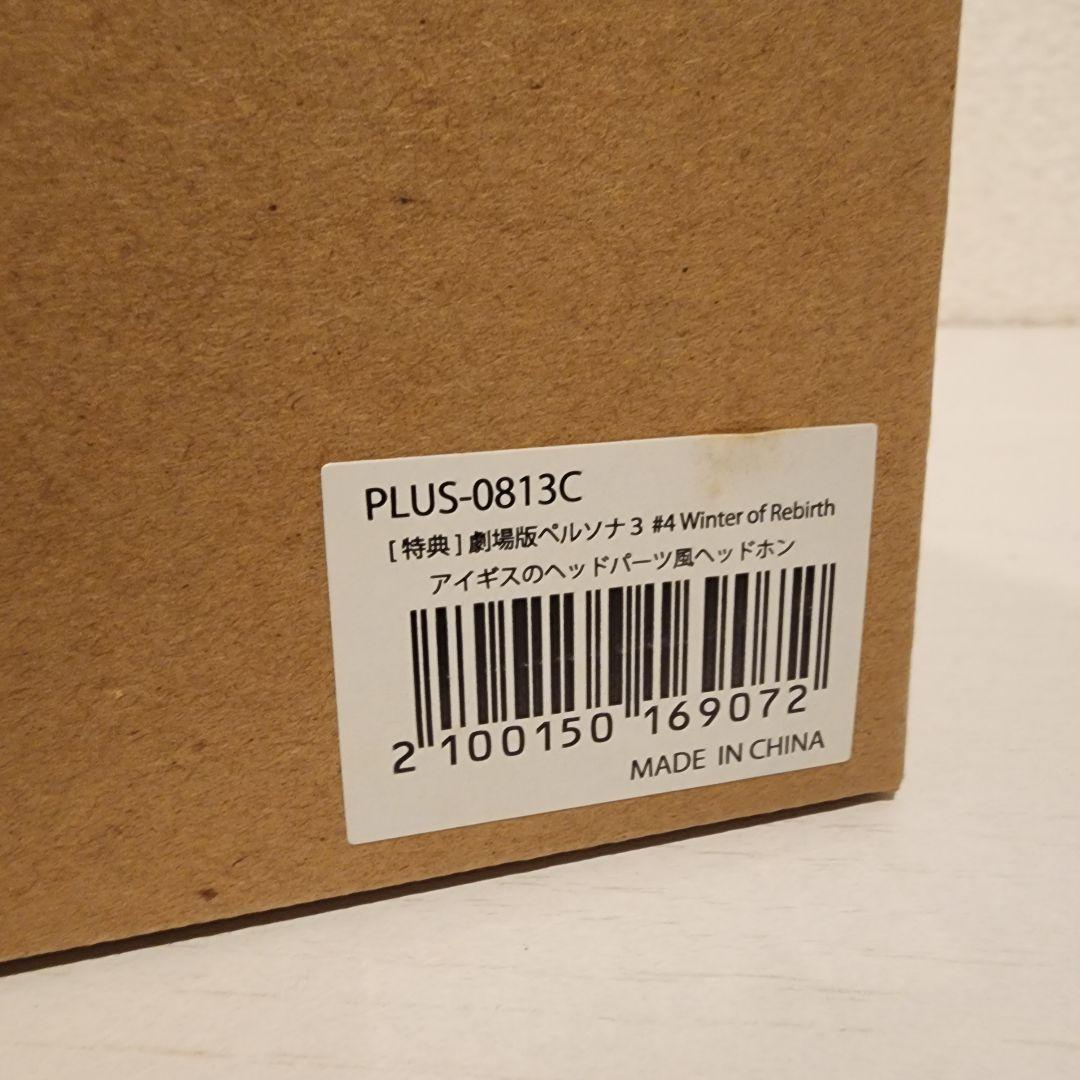 PLUS-0813C
[ 特典 ] 劇場版ペルソナ３ #4 Winter of Rebirth
アイギスのヘッドパーツ風ヘッドホン
2 100150 169072
MADE IN CHINA